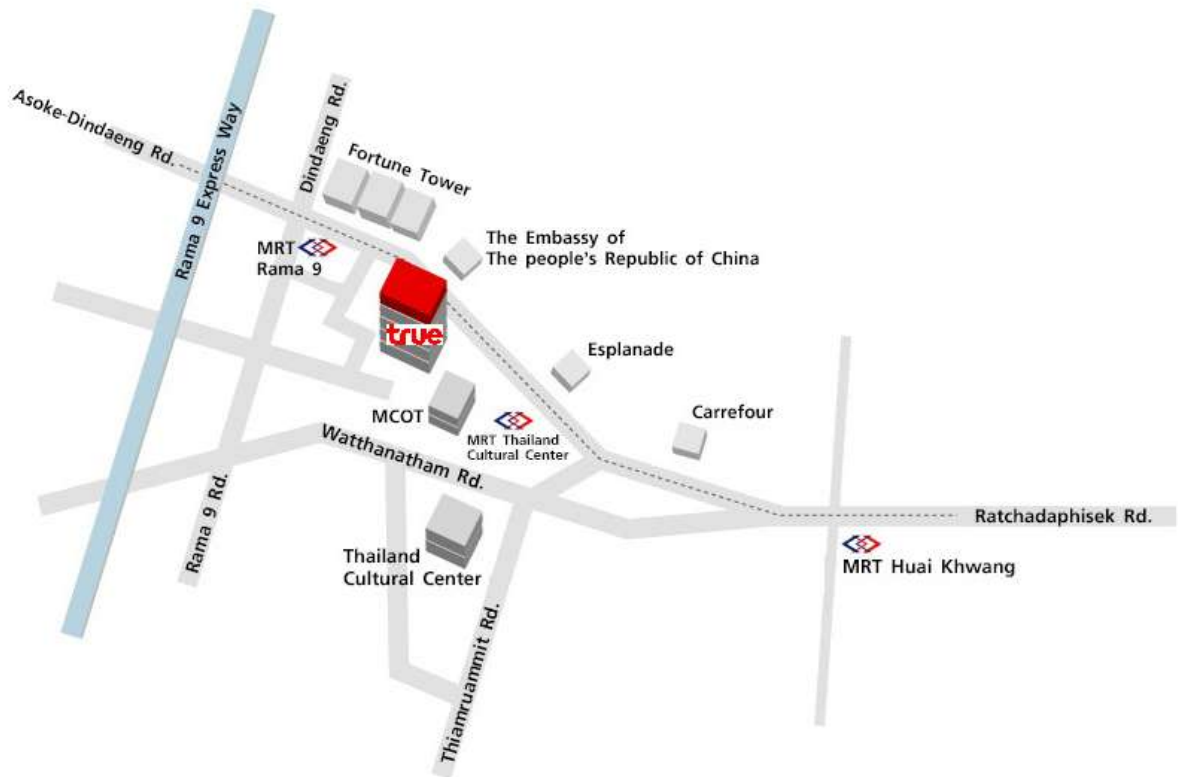 Asoke-Dindaeng Rd.
Rama 9 Express Way
Dindaeng Rd.
Fortune Tower
MRT
Rama 9
The Embassy of
The people's Republic of China
true
Esplanade
MCOT
Carrefour
MRT Thailand
Cultural Center
Watthanatham Rd.
Rama 9 Rd.
Ratchadaphisek Rd.
Thailand
Cultural Center
MRT Huai Khwang
Thiamruammit Rd.